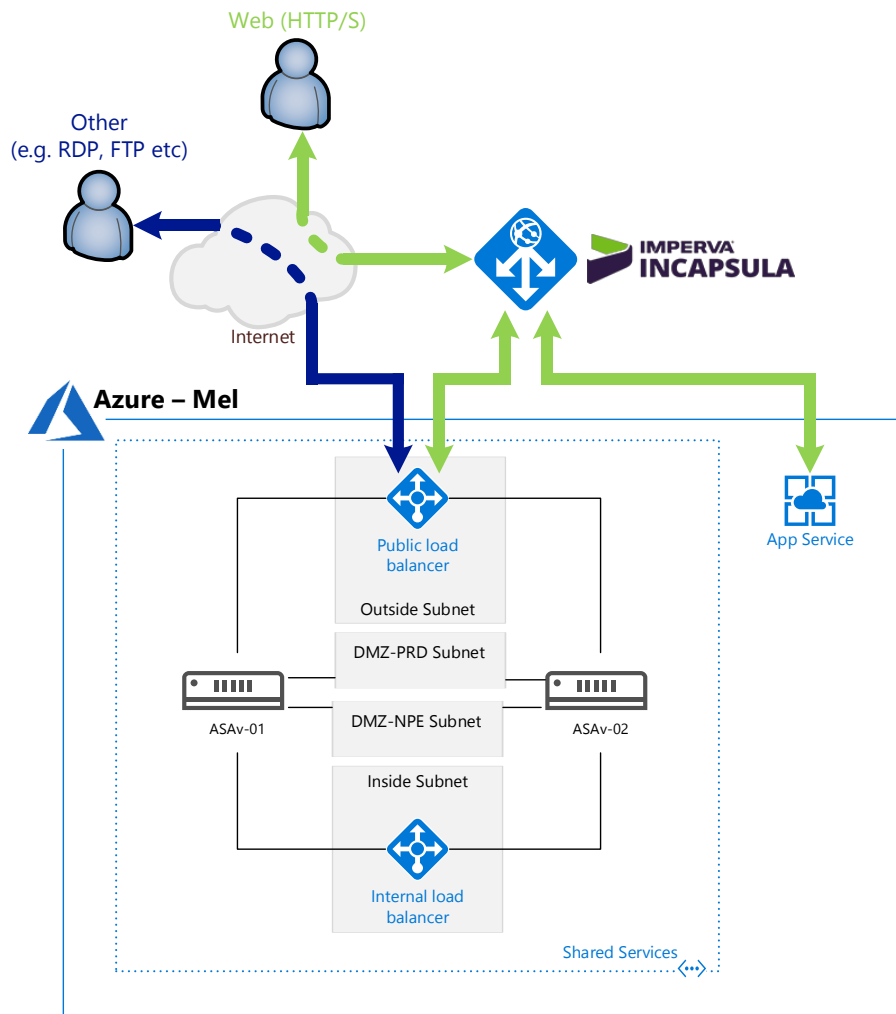 Web (HTTP/S)
Other
(e.g. RDP, FTP etc)
IMPERVA
INCAPSULA
Internet
Azure – Mel
Public load
balancer
App Service
Outside Subnet
DMZ-PRD Subnet
DMZ-NPE Subnet
ASAv-01
ASAv-02
Inside Subnet
Internal load
balancer
Shared Services